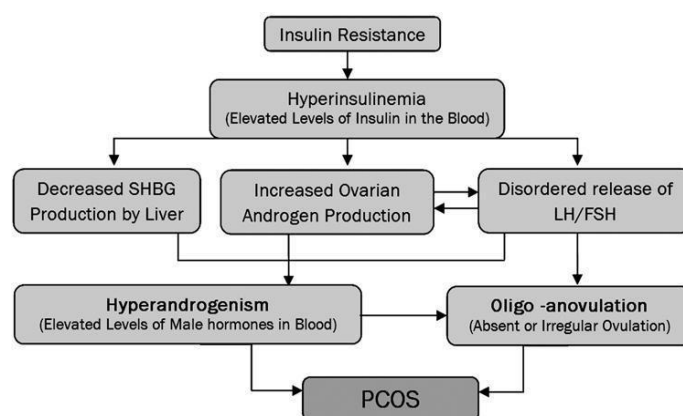 Insulin Resistance
Hyperinsulinemia
(Elevated Levels of Insulin in the Blood)
Decreased SHBG
Production by Liver
Increased Ovarian
Androgen Production
Disordered release of
LH/FSH
Hyperandrogenism
(Elevated Levels of Male hormones in Blood)
Oligo -anovulation
(Absent or Irregular Ovulation)
PCOS